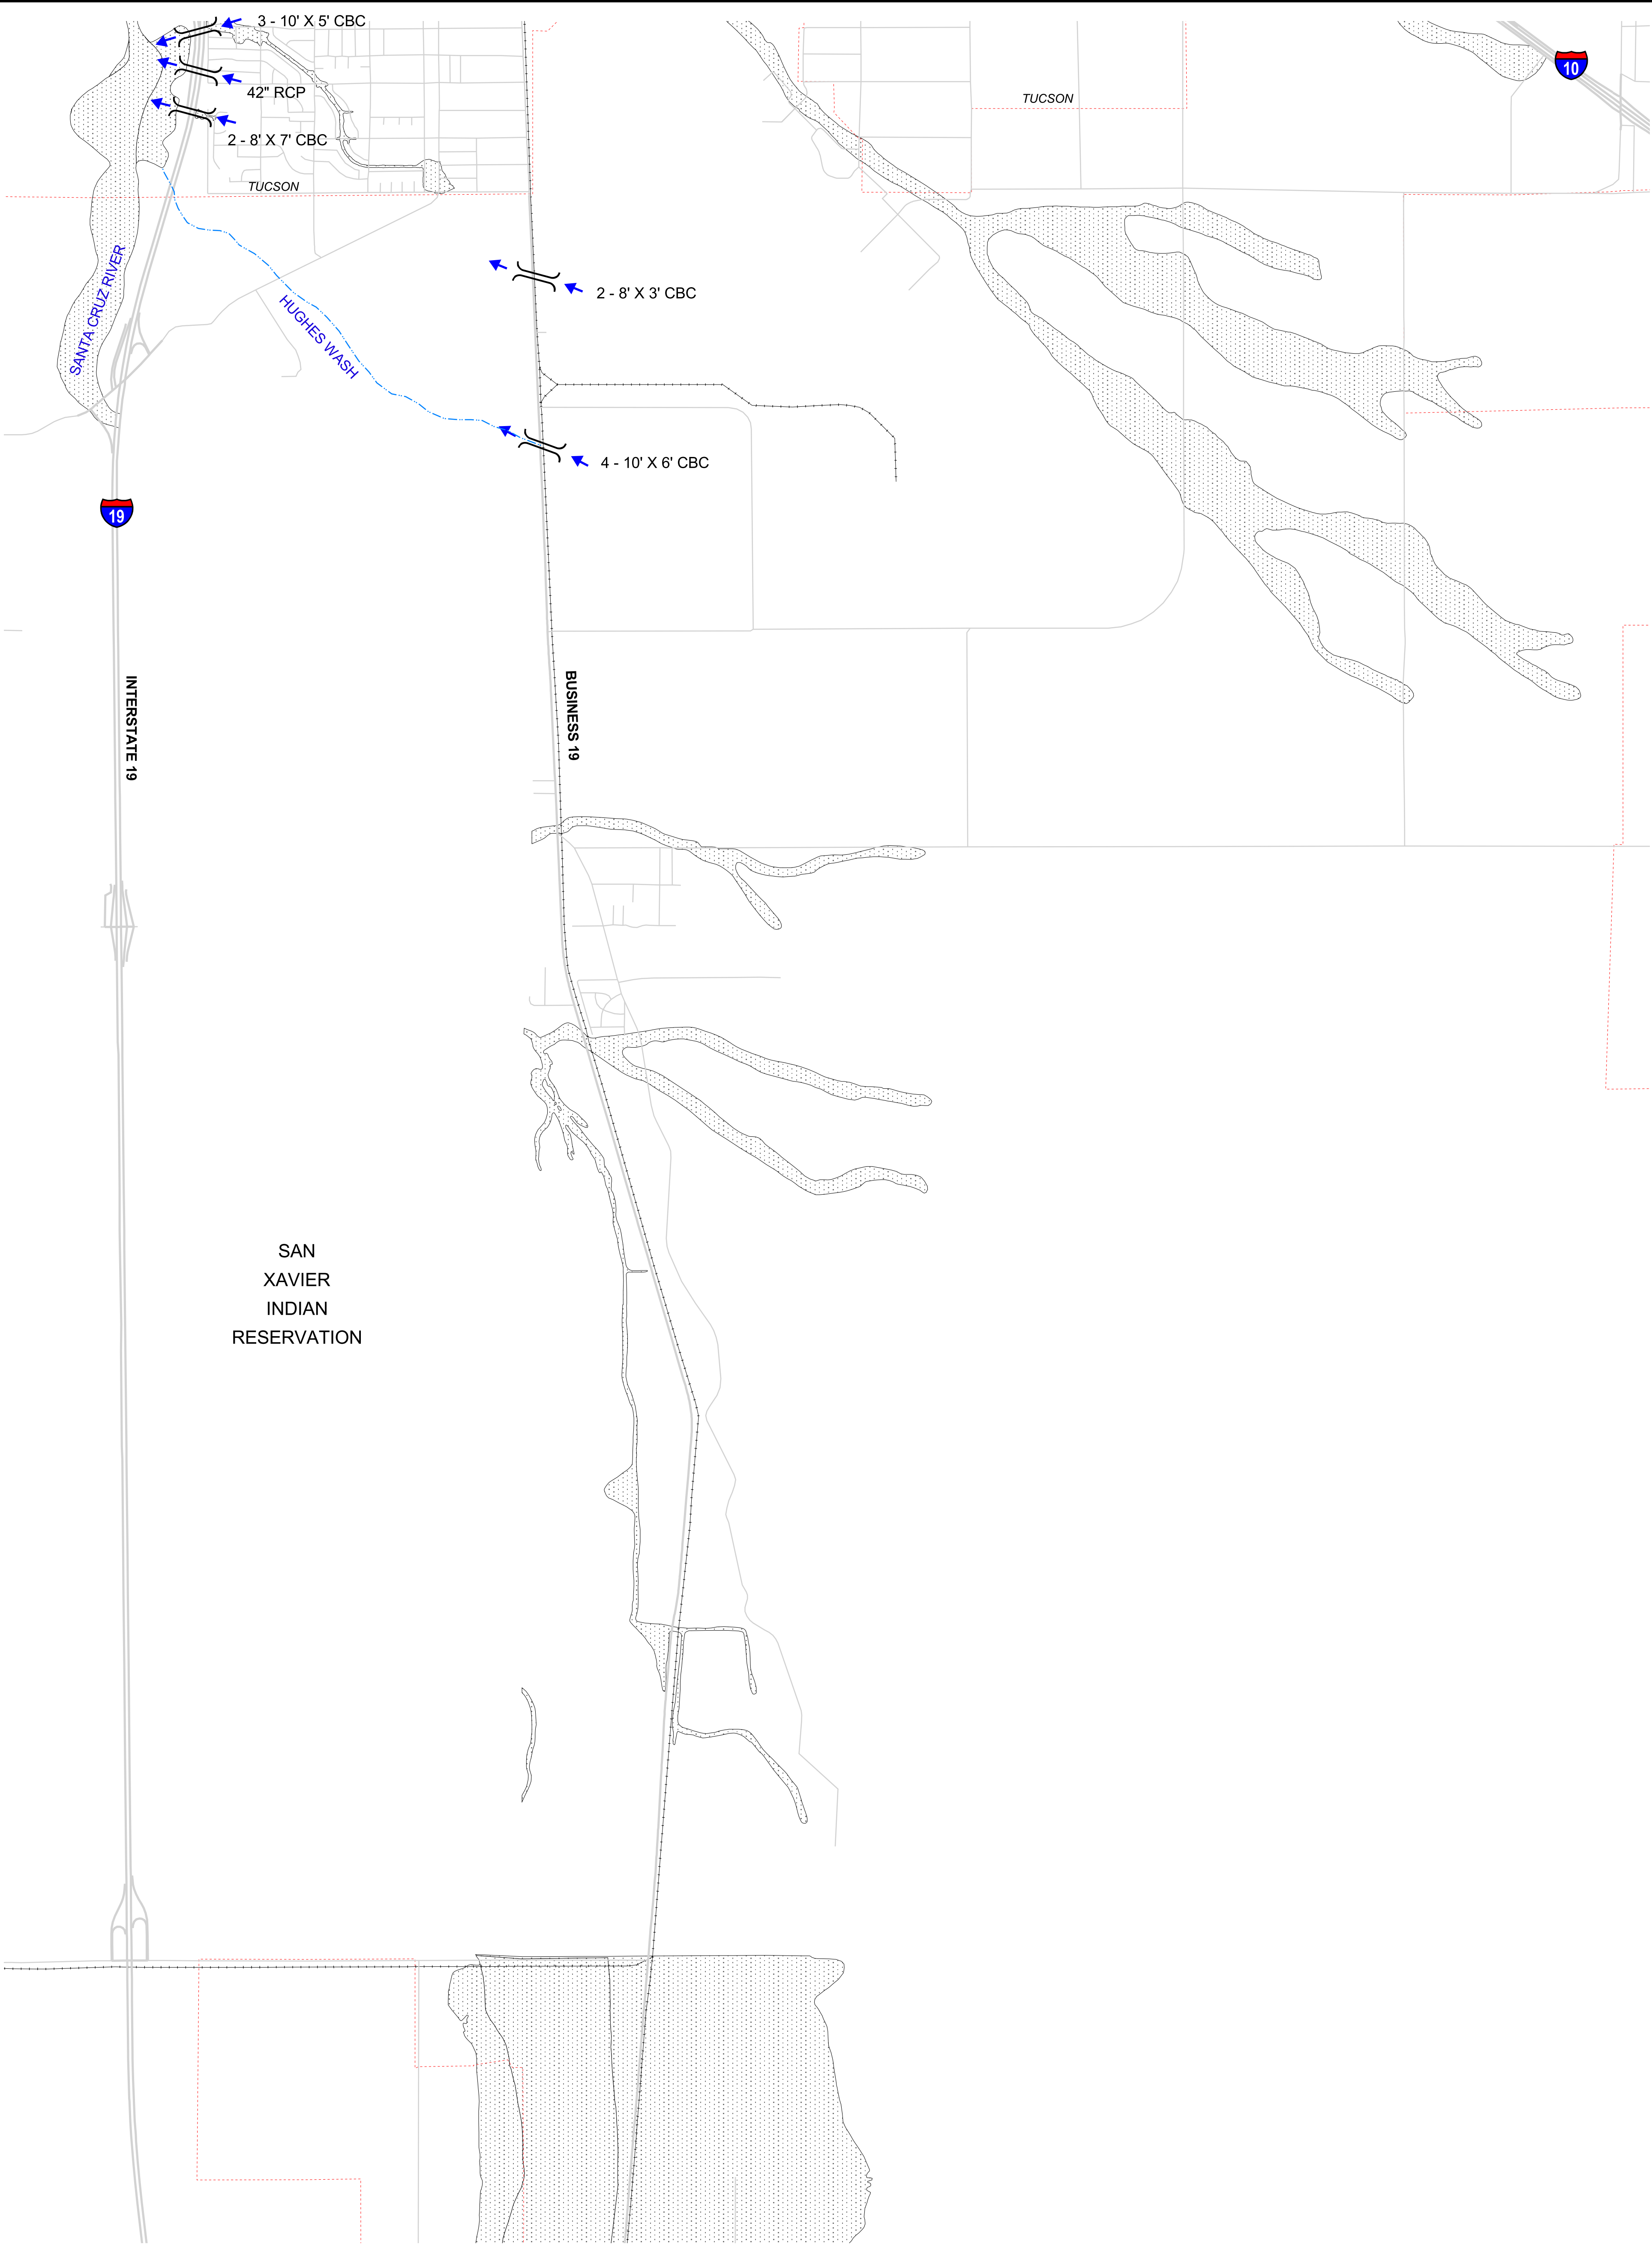 3 - 10' X 5' CBC
42" RCP
2 - 8' X 7' CBC
TUCSON
TUCSON
10
SANTA CRUZ RIVER
HUGHES WASH
2 - 8' X 3' CBC
4 - 10' X 6' CBC
19
INTERSTATE 19
BUSINESS 19
SAN
XAVIER
INDIAN
RESERVATION